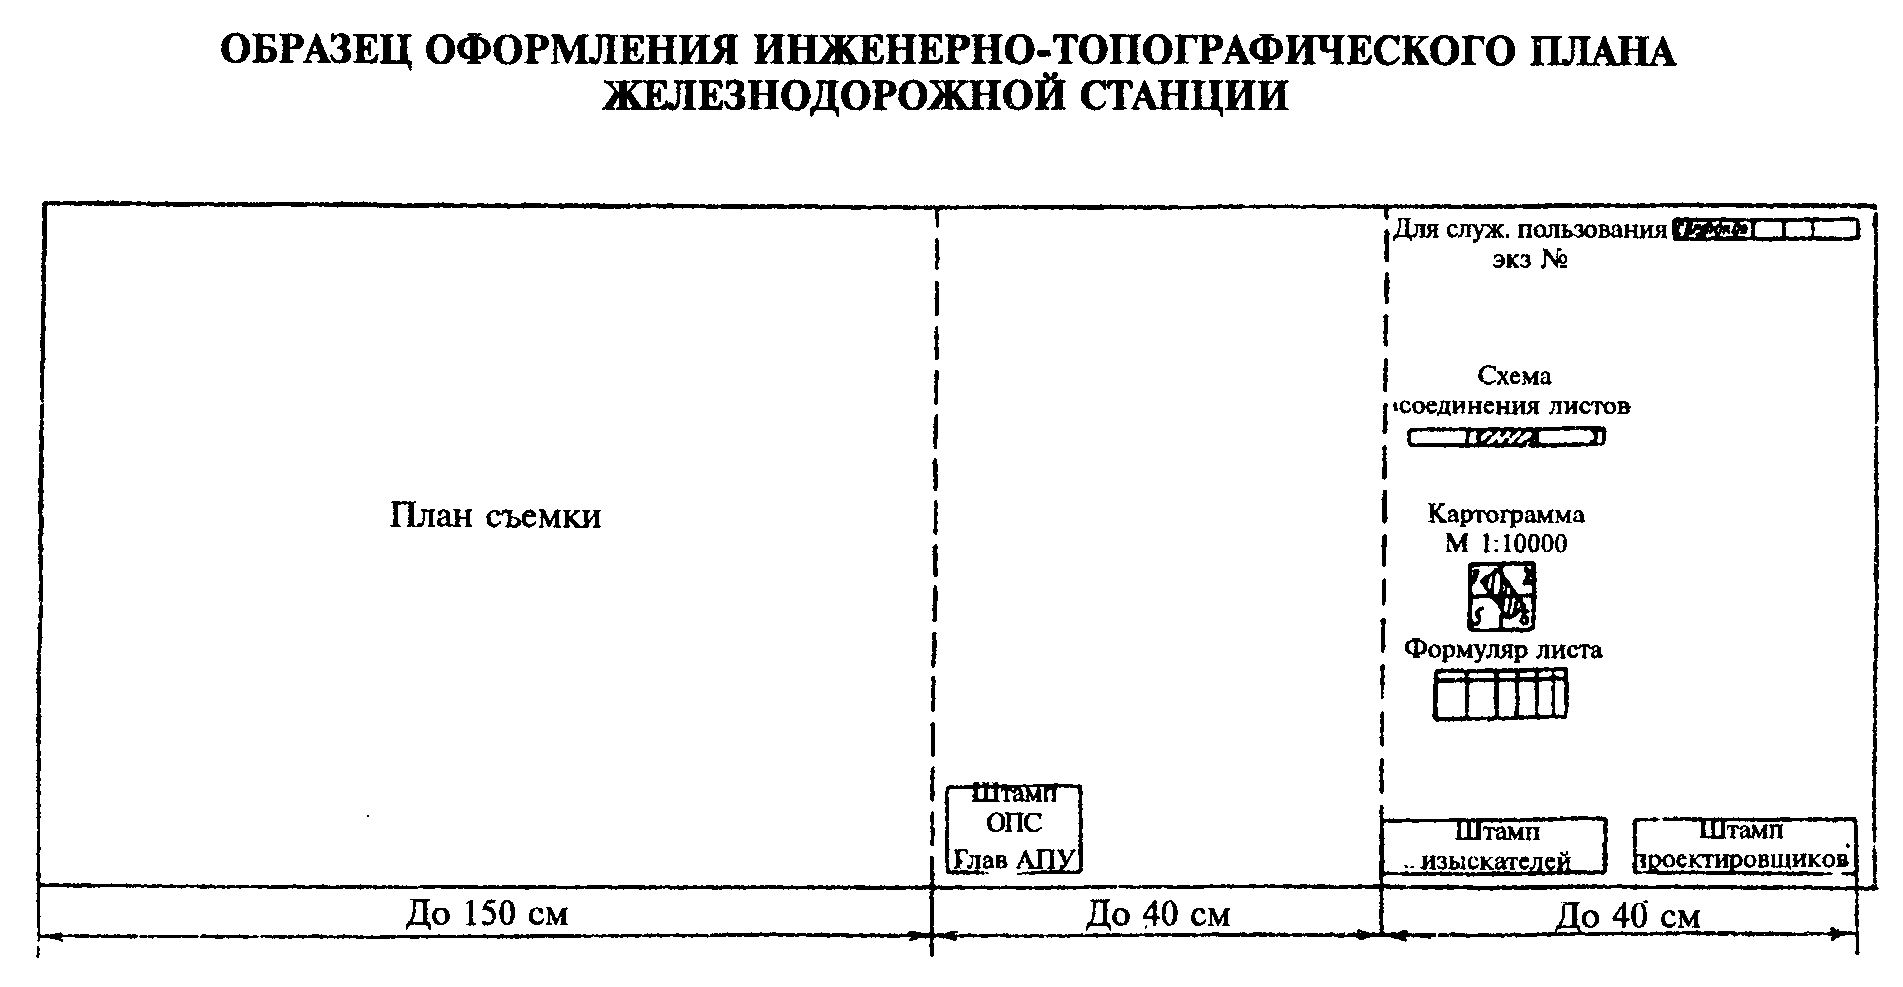 ОБРАЗЕЦ ОФОРМЛЕНИЯ ИНЖЕНЕРНО-ТОПОГРАФИЧЕСКОГО ПЛАНА
ЖЕЛЕЗНОДОРОЖНОЙ СТАНЦИИ
Для служ. пользования
экз №
Схема
соединения листов
План съемки
Картограмма
М 1:10000
Формуляр листа
Штамп
ОПС
Глав АПУ
Штамп
изыскателей
Штамп
проектировщиков
До 150 см
До 40 см
До 40 см